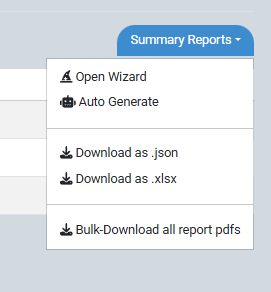 Summary Reports
Open Wizard
Auto Generate
Download as .json
Download as .xlsx
Bulk-Download all report pdfs